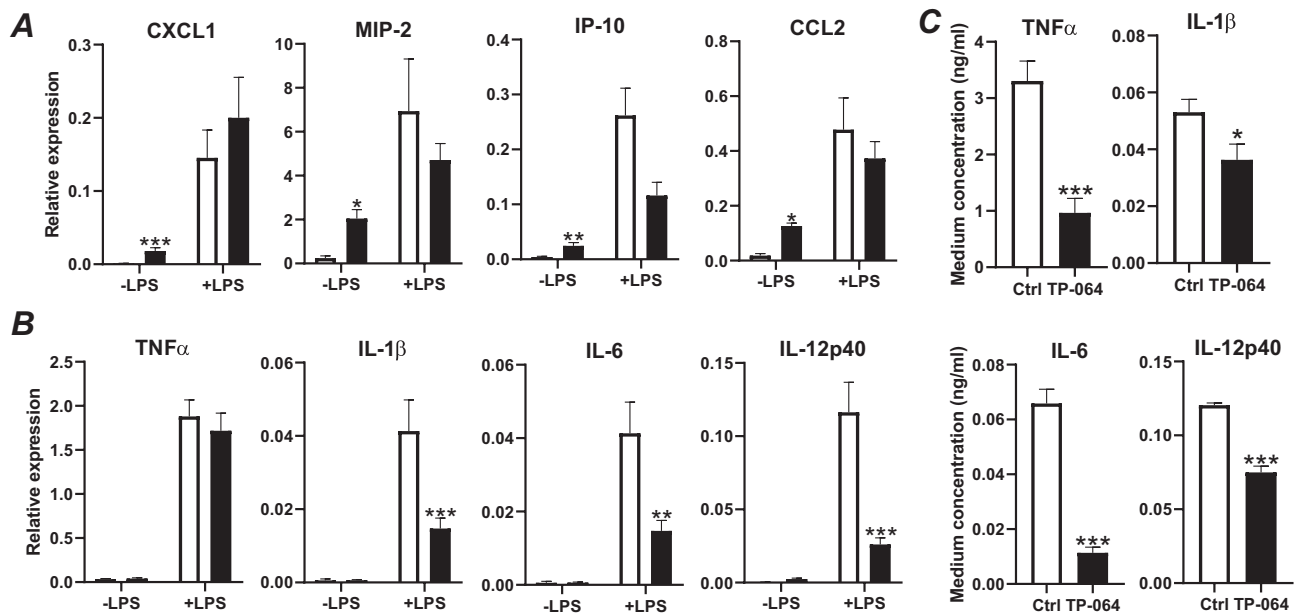 A
CXCL1
MIP-2
IP-10
CCL2
Relative expression
0.3
0.2
0.1
0.0
***
-LPS
+LPS
10
8
6
4
2
0
*
-LPS
+LPS
0.4
0.3
0.2
0.1
0.0
**
-LPS
+LPS
0.8
0.6
0.4
0.2
0.0
*
-LPS
+LPS
B
TNFα
IL-1β
IL-6
IL-12p40
Relative expression
2.5
2.0
1.5
1.0
0.5
0.0
-LPS
+LPS
0.06
0.04
0.02
0.00
***
-LPS
+LPS
0.06
0.04
0.02
0.00
**
-LPS
+LPS
0.15
0.10
0.05
0.00
***
-LPS
+LPS
C
TNFα
IL-1β
Medium concentration (ng/ml)
4
3
2
1
0
***
Ctrl TP-064
0.08
0.06
0.04
0.02
0.00
*
Ctrl TP-064
IL-6
IL-12p40
Medium concentration (ng/ml)
0.08
0.06
0.04
0.02
0.00
***
Ctrl TP-064
0.15
0.10
0.05
0.00
***
Ctrl TP-064